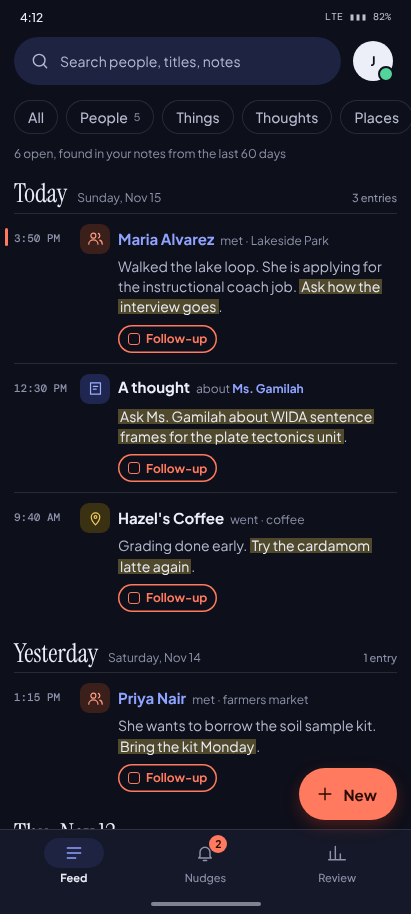 4:12
LTE 82%
Search people, titles, notes
J
All
People 5
Things
Thoughts
Places
6 open, found in your notes from the last 60 days
Today Sunday, Nov 15
3 entries
3:50 PM
Maria Alvarez met · Lakeside Park
Walked the lake loop. She is applying for
the instructional coach job. Ask how the
interview goes.
Follow-up
12:30 PM
A thought about Ms. Gamilah
Ask Ms. Gamilah about WIDA sentence
frames for the plate tectonics unit.
Follow-up
9:40 AM
Hazel's Coffee went · coffee
Grading done early. Try the cardamom
latte again.
Follow-up
Yesterday Saturday, Nov 14
1 entry
1:15 PM
Priya Nair met · farmers market
She wants to borrow the soil sample kit.
Bring the kit Monday.
Follow-up
New
2
Feed
Nudges
Review